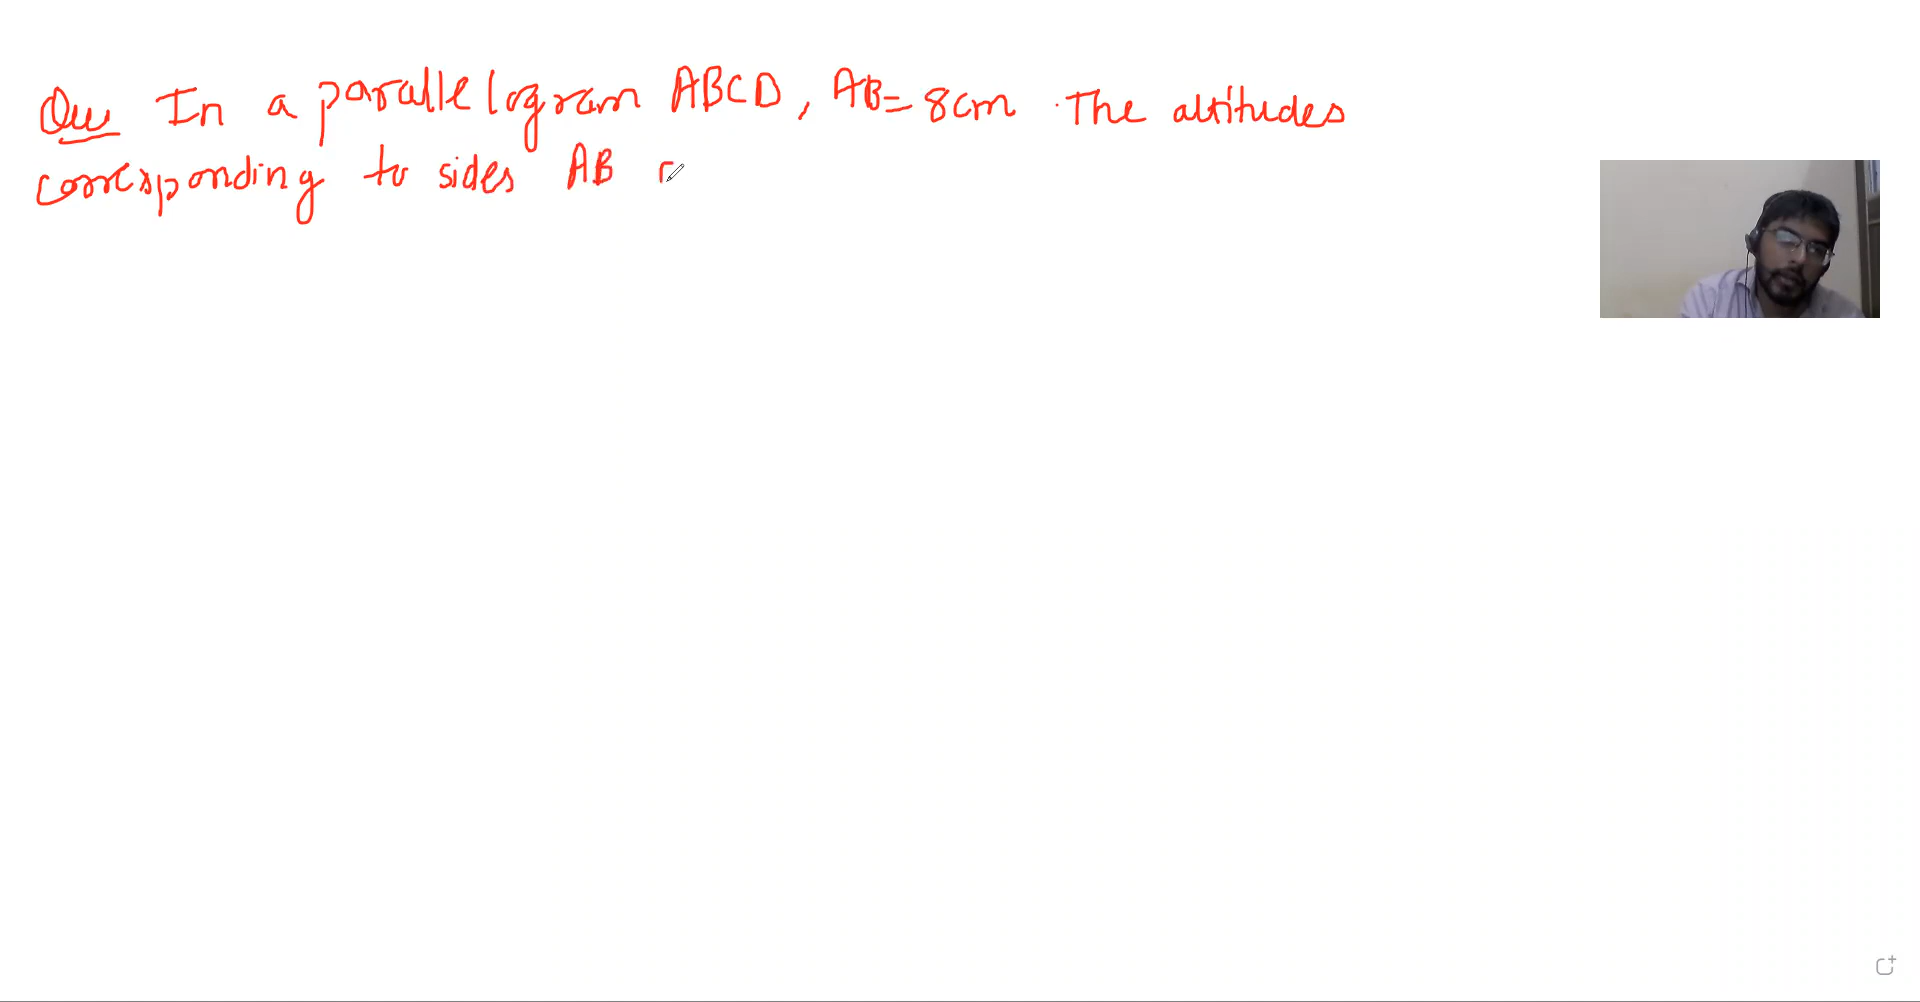 Que In a parallelogram ABCD, AB = 8cm. The altitudes
corresponding to sides AB